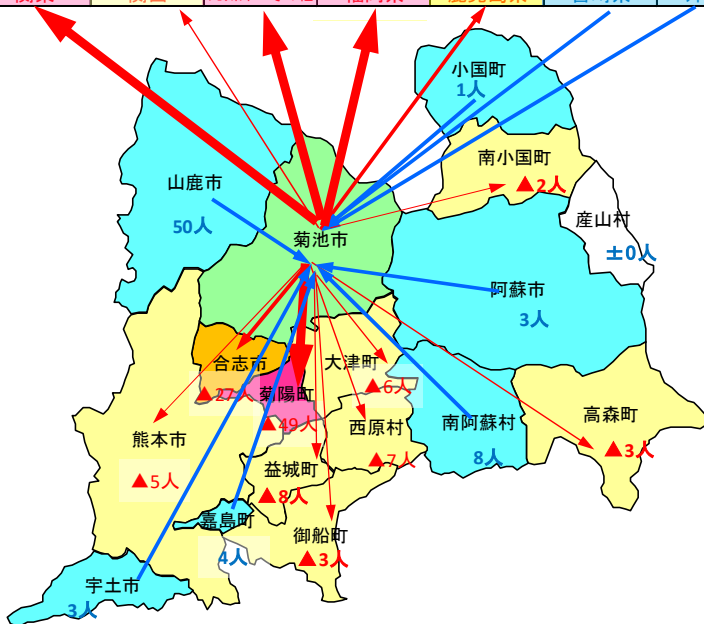 小国町
1人
南小国町
▲2人
山鹿市
50人
菊池市
産山村
±0人
阿蘇市
3人
合志市
▲27人
大津町
▲6人
菊陽町
▲49人
西原村
▲7人
南阿蘇村
8人
高森町
▲3人
熊本市
▲5人
益城町
▲8人
嘉島町
4人
御船町
▲3人
宇土市
3人